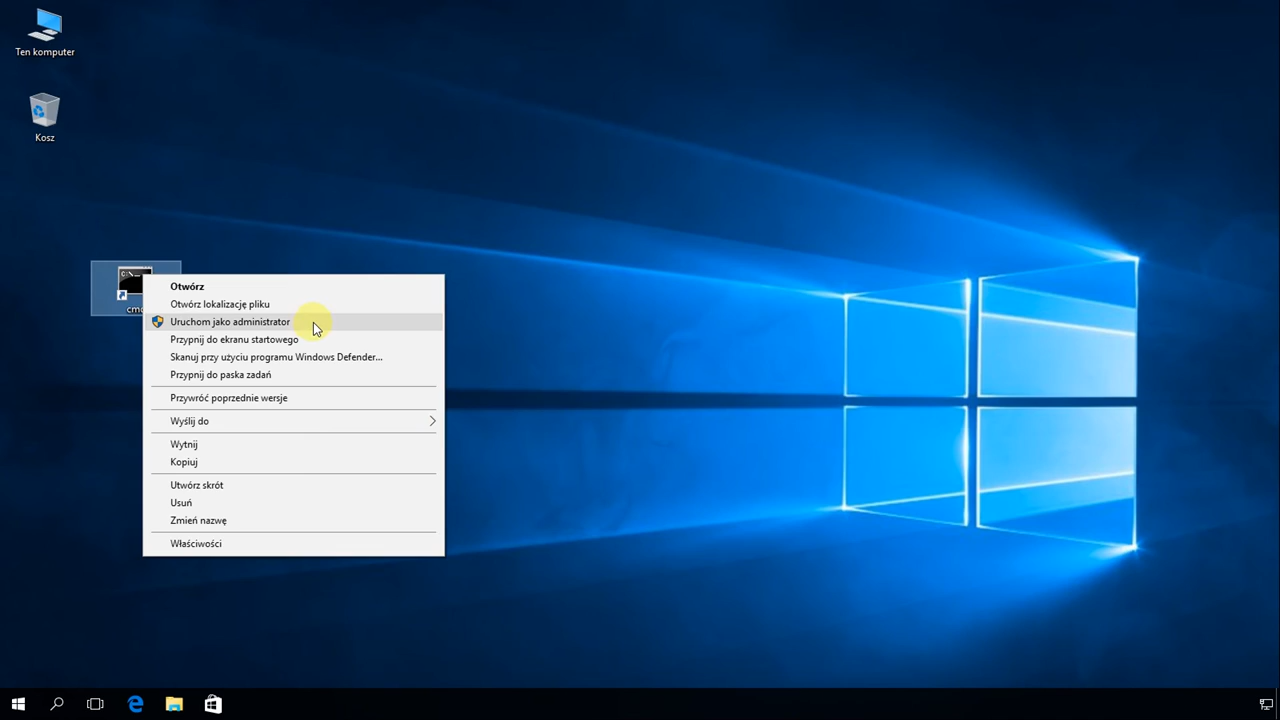 Ten komputer
Kosz
Otwórz
Otwórz lokalizację pliku
Uruchom jako administrator
Przypnij do ekranu startowego
Skanuj przy użyciu programu Windows Defender...
Przypnij do paska zadań
Przywróć poprzednie wersje
Wyślij do
Wytnij
Kopiuj
Utwórz skrót
Usuń
Zmień nazwę
Właściwości